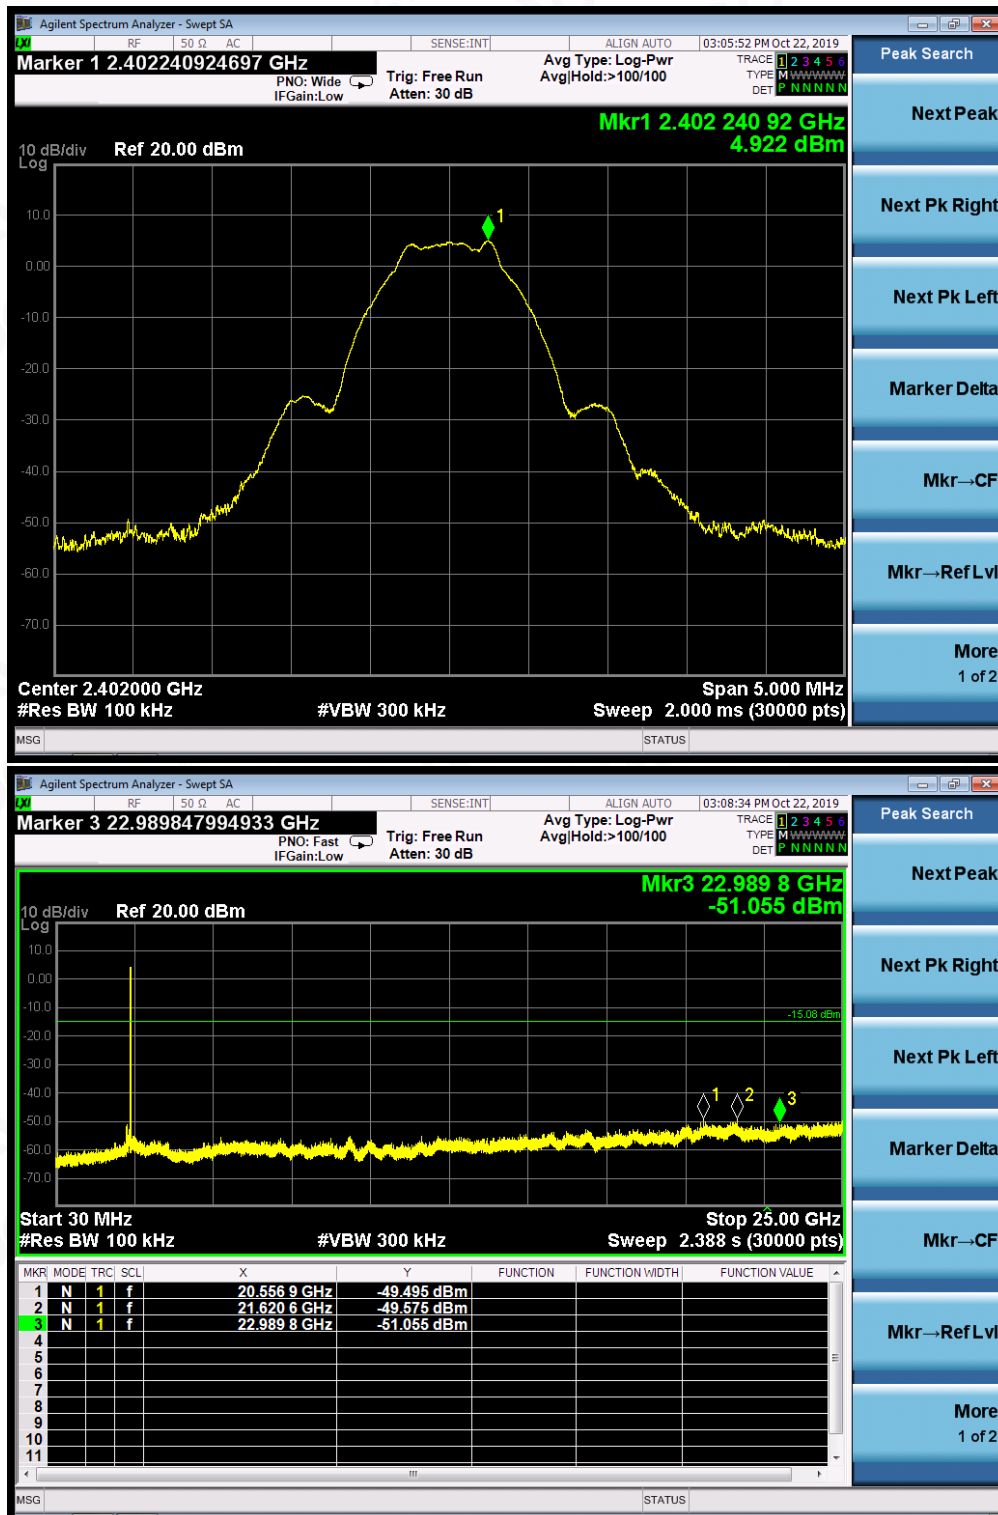 Agilent Spectrum Analyzer - Swept SA
LXI RF 50 Ω AC SENSE:INT ALIGN AUTO 03:05:52 PM Oct 22, 2019
Marker 1 2.402240924697 GHz
PNO: Wide
IFGain:Low
Trig: Free Run
Atten: 30 dB
Avg Type: Log-Pwr
Avg|Hold:>100/100
TRACE 1 2 3 4 5 6
TYPE M WWWWW
DET P N N N N N
Peak Search
Mkr1 2.402 240 92 GHz
4.922 dBm
10 dB/div Ref 20.00 dBm
Log
10.0
0.00
-10.0
-20.0
-30.0
-40.0
-50.0
-60.0
-70.0
1
Center 2.402000 GHz Span 5.000 MHz
#Res BW 100 kHz #VBW 300 kHz Sweep 2.000 ms (30000 pts)
MSG STATUS
Next Peak
Next Pk Right
Next Pk Left
Marker Delta
Mkr→CF
Mkr→Ref Lvl
More
1 of 2
Agilent Spectrum Analyzer - Swept SA
LXI RF 50 Ω AC SENSE:INT ALIGN AUTO 03:08:34 PM Oct 22, 2019
Marker 3 22.989847994933 GHz
PNO: Fast
IFGain:Low
Trig: Free Run
Atten: 30 dB
Avg Type: Log-Pwr
Avg|Hold:>100/100
TRACE 1 2 3 4 5 6
TYPE M WWWWW
DET P N N N N N
Peak Search
Mkr3 22.989 8 GHz
-51.055 dBm
10 dB/div Ref 20.00 dBm
Log
10.0
0.00
-10.0
-20.0
-30.0
-40.0
-50.0
-60.0
-70.0
-15.08 dBm
1 2 3
Start 30 MHz Stop 25.00 GHz
#Res BW 100 kHz #VBW 300 kHz Sweep 2.388 s (30000 pts)
MKR MODE TRC SCL X Y FUNCTION FUNCTION WIDTH FUNCTION VALUE
1 N 1 f 20.556 9 GHz -49.495 dBm
2 N 1 f 21.620 6 GHz -49.575 dBm
3 N 1 f 22.989 8 GHz -51.055 dBm
4
5
6
7
8
9
10
11
MSG STATUS
Next Peak
Next Pk Right
Next Pk Left
Marker Delta
Mkr→CF
Mkr→Ref Lvl
More
1 of 2